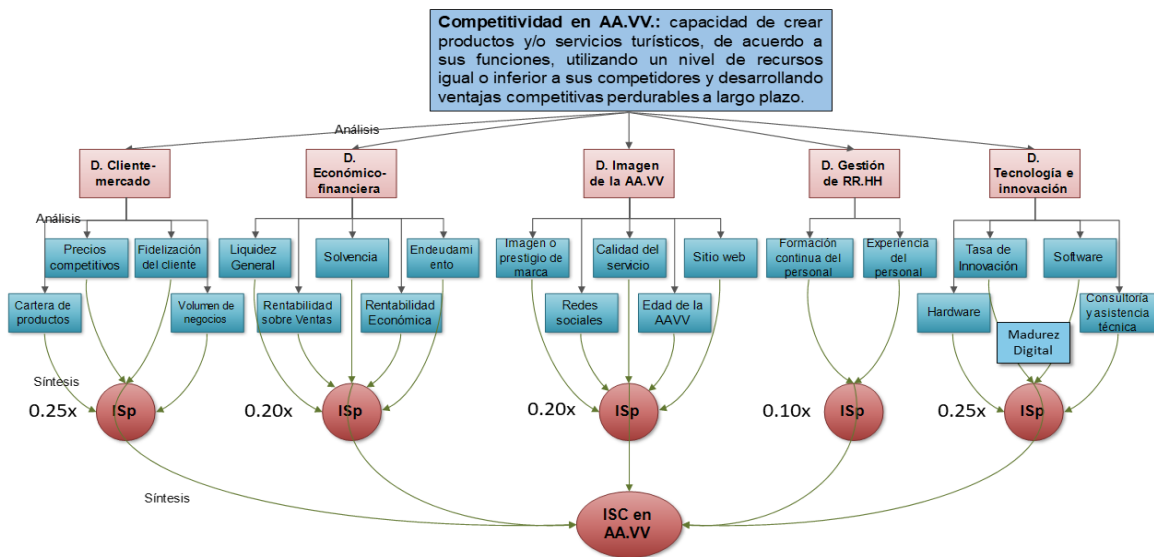 Competitividad en AA.VV.: capacidad de crear
productos y/o servicios turísticos, de acuerdo a
sus funciones, utilizando un nivel de recursos
igual o inferior a sus competidores y desarrollando
ventajas competitivas perdurables a largo plazo.
Análisis
D. Cliente-
mercado
D.
Económico-
financiera
D. Imagen
de la AA.VV
D. Gestión
de RR.HH
D.
Tecnología e
innovación
Análisis
Precios
competitivos
Fidelización
del cliente
Liquidez
General
Solvencia
Endeudami
ento
Imagen o
prestigio de
marca
Calidad del
servicio
Sitio web
Formación
continua del
personal
Experiencia
del
personal
Tasa de
Innovación
Software
Cartera de
productos
Volumen de
negocios
Rentabilidad
sobre Ventas
Rentabilidad
Económica
Redes
sociales
Edad de la
AAVV
Hardware
Consultoría
y asistencia
técnica
Madurez
Digital
Síntesis
0.25x
ISp
0.20x
ISp
0.20x
ISp
0.10x
ISp
0.25x
ISp
Síntesis
ISC en
AA.VV